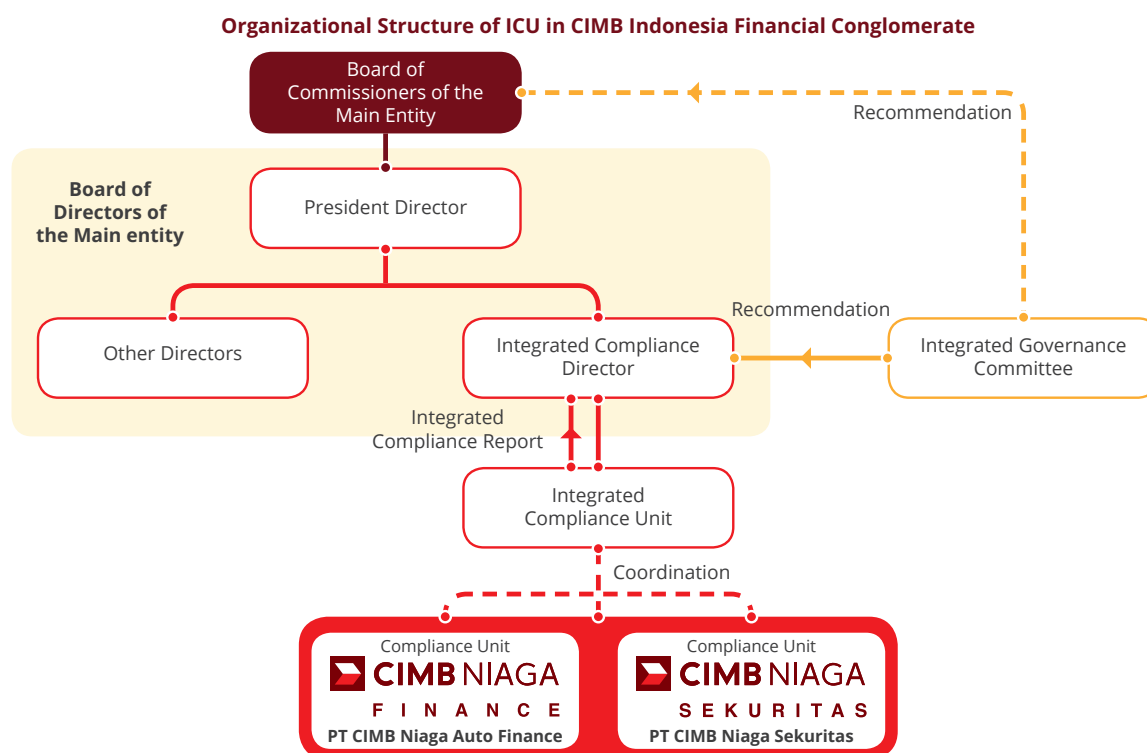 Organizational Structure of ICU in CIMB Indonesia Financial Conglomerate
Board of
Commissioners of the
Main Entity
Recommendation
Board of
Directors of
the Main entity
President Director
Recommendation
Other Directors
Integrated Compliance
Director
Integrated Governance
Committee
Integrated
Compliance Report
Integrated
Compliance Unit
Coordination
Compliance Unit
CIMB NIAGA
FINANCE
PT CIMB Niaga Auto Finance
Compliance Unit
CIMB NIAGA
SEKURITAS
PT CIMB Niaga Sekuritas